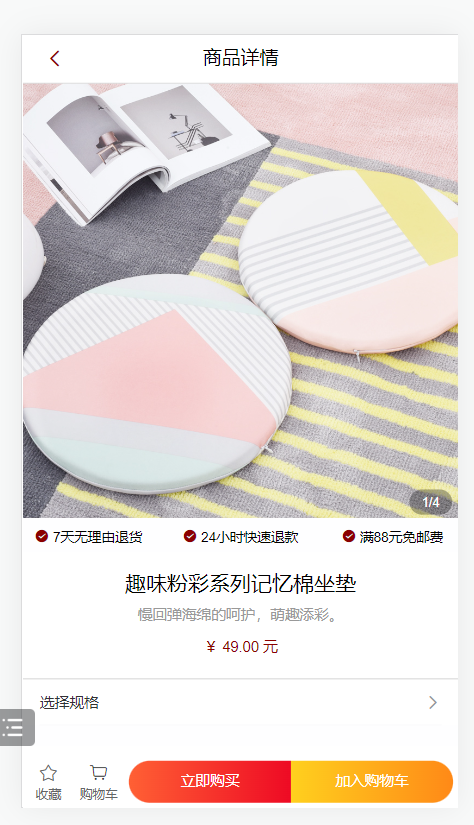 商品详情
1/4
7天无理由退货 24小时快速退款 满88元免邮费
趣味粉彩系列记忆棉坐垫
慢回弹海绵的呵护，萌趣添彩。
¥ 49.00 元
选择规格
收藏 购物车 立即购买 加入购物车